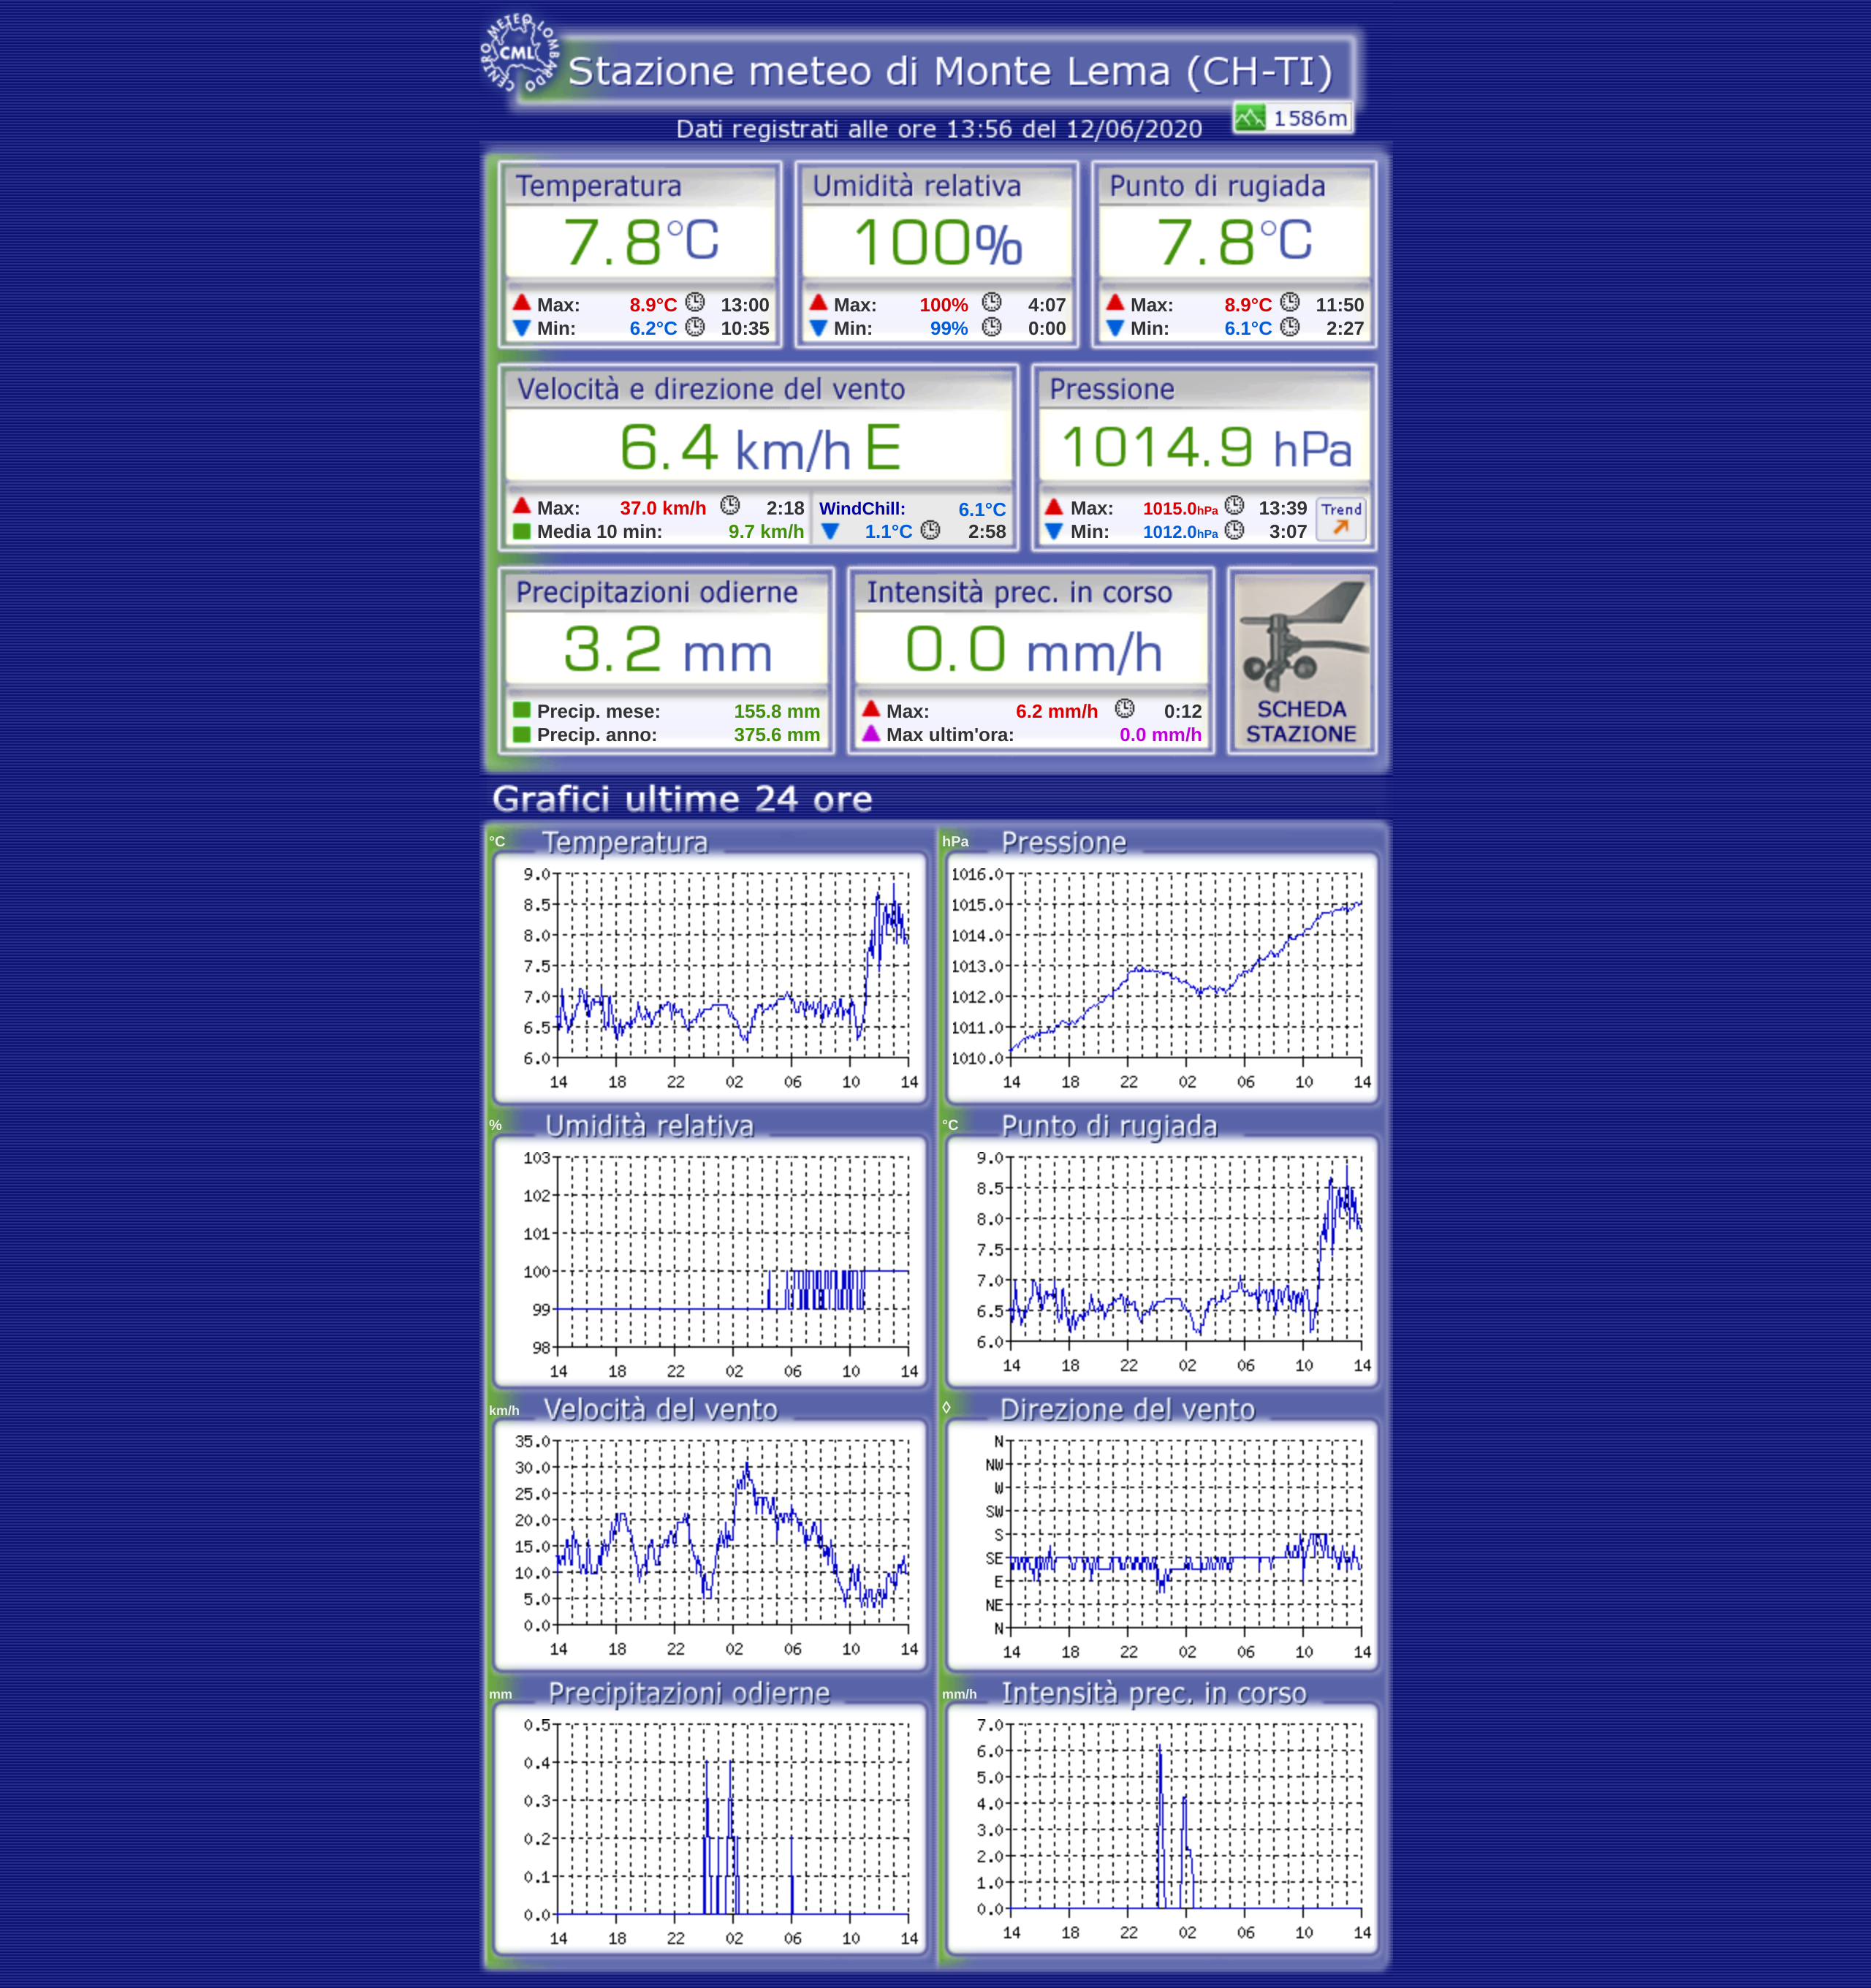 CENTRO METEO LOMBARDO
CML
Stazione meteo di Monte Lema (CH-TI)
1586m
Dati registrati alle ore 13:56 del 12/06/2020
Temperatura Umidità relativa Punto di rugiada
7.8°C 100% 7.8°C
Max: 8.9°C 13:00 Max: 100% 4:07 Max: 8.9°C 11:50
Min: 6.2°C 10:35 Min: 99% 0:00 Min: 6.1°C 2:27
Velocità e direzione del vento Pressione
6.4 km/h E 1014.9 hPa
Max: 37.0 km/h 2:18 WindChill: 6.1°C Max: 1015.0hPa 13:39 Trend
Media 10 min: 9.7 km/h 1.1°C 2:58 Min: 1012.0hPa 3:07
Precipitazioni odierne Intensità prec. in corso
3.2 mm 0.0 mm/h
Precip. mese: 155.8 mm Max: 6.2 mm/h 0:12 SCHEDA
Precip. anno: 375.6 mm Max ultim'ora: 0.0 mm/h STAZIONE
Grafici ultime 24 ore
°C Temperatura
9.0
8.5
8.0
7.5
7.0
6.5
6.0
14 18 22 02 06 10 14
hPa Pressione
1016.0
1015.0
1014.0
1013.0
1012.0
1011.0
1010.0
14 18 22 02 06 10 14
% Umidità relativa
103
102
101
100
99
98
14 18 22 02 06 10 14
°C Punto di rugiada
9.0
8.5
8.0
7.5
7.0
6.5
6.0
14 18 22 02 06 10 14
km/h Velocità del vento
35.0
30.0
25.0
20.0
15.0
10.0
5.0
0.0
14 18 22 02 06 10 14
◊ Direzione del vento
N
NW
W
SW
S
SE
E
NE
N
14 18 22 02 06 10 14
mm Precipitazioni odierne
0.5
0.4
0.3
0.2
0.1
0.0
14 18 22 02 06 10 14
mm/h Intensità prec. in corso
7.0
6.0
5.0
4.0
3.0
2.0
1.0
0.0
14 18 22 02 06 10 14